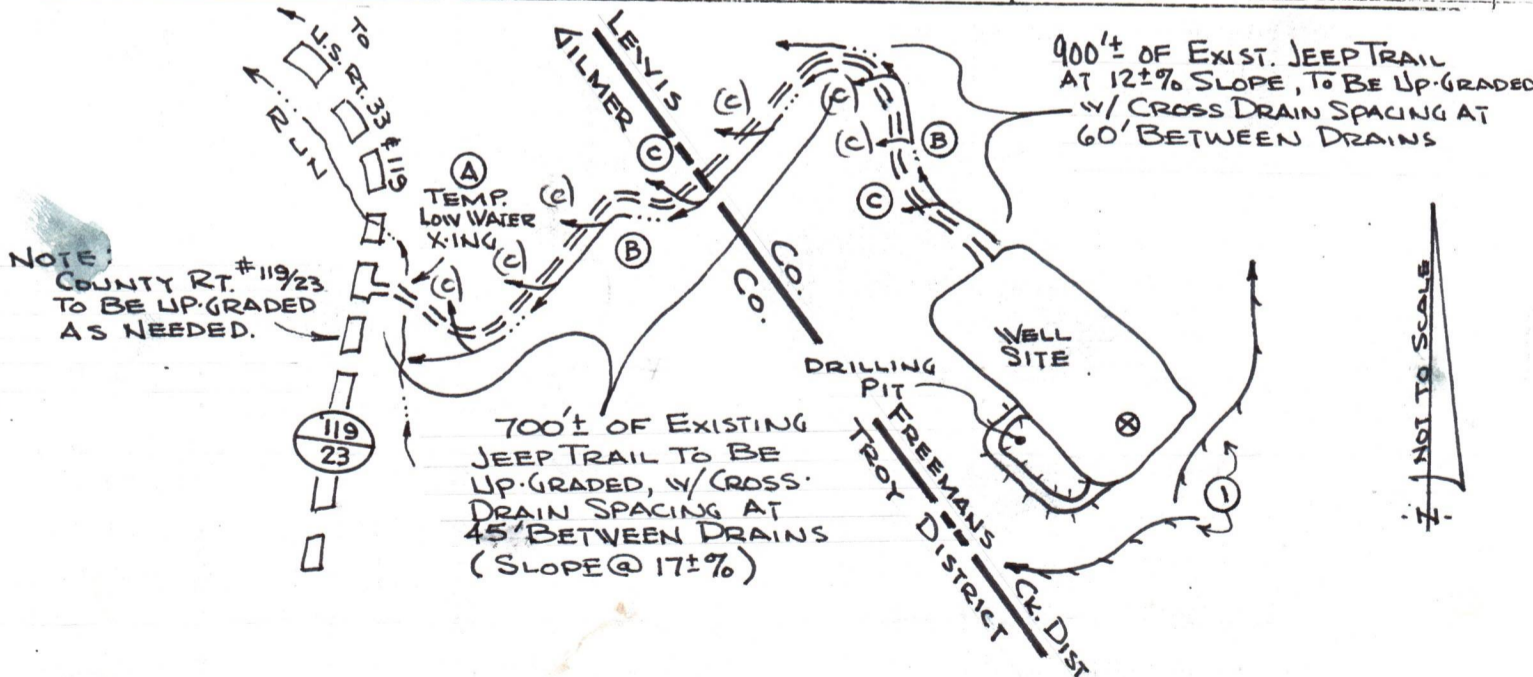 TO
U.S. RT. 33 & 119
RUN
LEWIS
GILMER
CO.
CO.
900'± OF EXIST. JEEP TRAIL
AT 12±% SLOPE, TO BE UP-GRADED
W/ CROSS DRAIN SPACING AT
60' BETWEEN DRAINS
(C)
(C)
(C)
B
C
C
A
TEMP.
LOW WATER
X-ING
(C)
(C)
(C)
B
NOTE:
COUNTY RT. #119/23
TO BE UP-GRADED
AS NEEDED.
119
23
WELL
SITE
DRILLING
PIT
700'± OF EXISTING
JEEP TRAIL TO BE
UP-GRADED, W/ CROSS-
DRAIN SPACING AT
45' BETWEEN DRAINS
(SLOPE @ 17±%)
FREEMANS CK. DIST
TROY DISTRICT
1
NOT TO SCALE
N